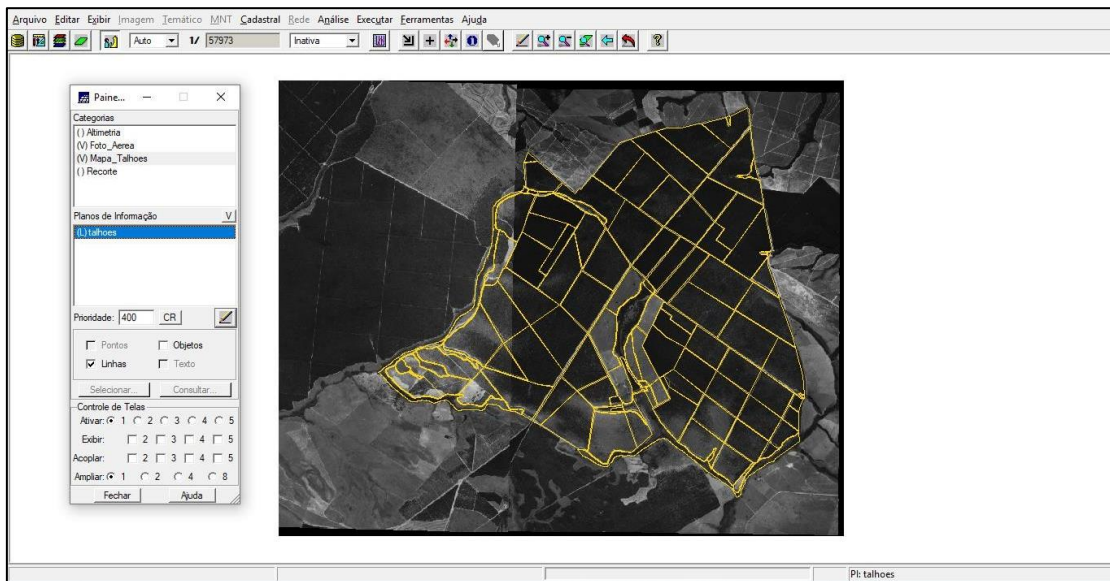 Arquivo Editar Exibir Imagem Temático MNT Cadastral Rede Análise Executar Ferramentas Ajuda
Auto 1/ 57973 Inativa
Paine...
Categorias
( ) Altimetria
(V) Foto_Aerea
(V) Mapa_Talhoes
( ) Recorte
Planos de Informação V
(L) talhoes
Prioridade: 400 CR
Pontos Objetos
Linhas Texto
Selecionar... Consultar...
Controle de Telas
Ativar: 1 2 3 4 5
Exibir: 2 3 4 5
Acoplar: 2 3 4 5
Ampliar: 1 2 4 8
Fechar Ajuda
PI: talhoes